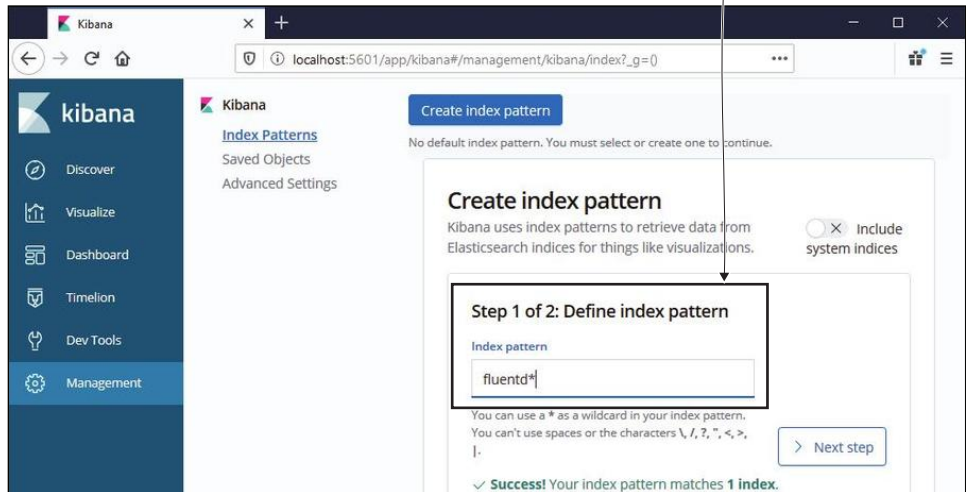 Kibana
localhost:5601/app/kibana#/management/kibana/index?_g=()
kibana
Discover
Visualize
Dashboard
Timelion
Dev Tools
Management
Kibana
Index Patterns
Saved Objects
Advanced Settings
Create index pattern
No default index pattern. You must select or create one to continue.
Create index pattern
Kibana uses index patterns to retrieve data from
Elasticsearch indices for things like visualizations.
Include
system indices
Step 1 of 2: Define index pattern
Index pattern
fluentd*
You can use a * as a wildcard in your index pattern.
You can't use spaces or the characters \, /, ?, ", <, >,
|.
Next step
Success! Your index pattern matches 1 index.